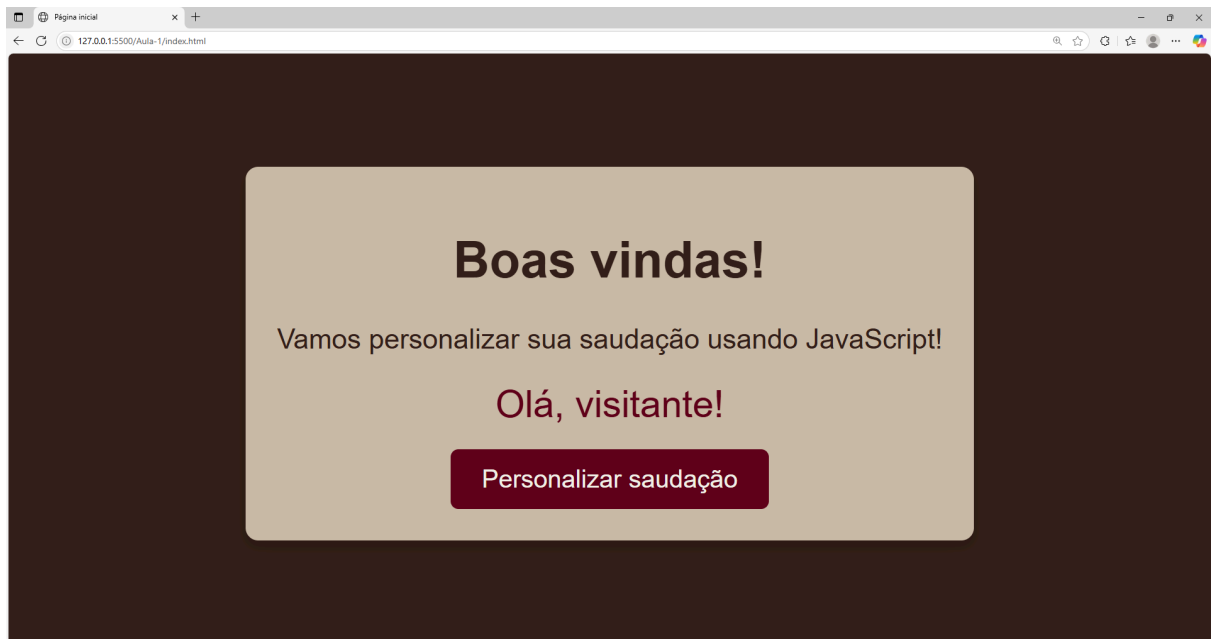 Página inicial
127.0.0.1:5500/Aula-1/index.html
Boas vindas!
Vamos personalizar sua saudação usando JavaScript!
Olá, visitante!
Personalizar saudação